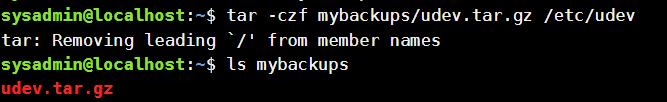 sysadmin@localhost:~$ tar -czf mybackups/udev.tar.gz /etc/udev
tar: Removing leading `/' from member names
sysadmin@localhost:~$ ls mybackups
udev.tar.gz